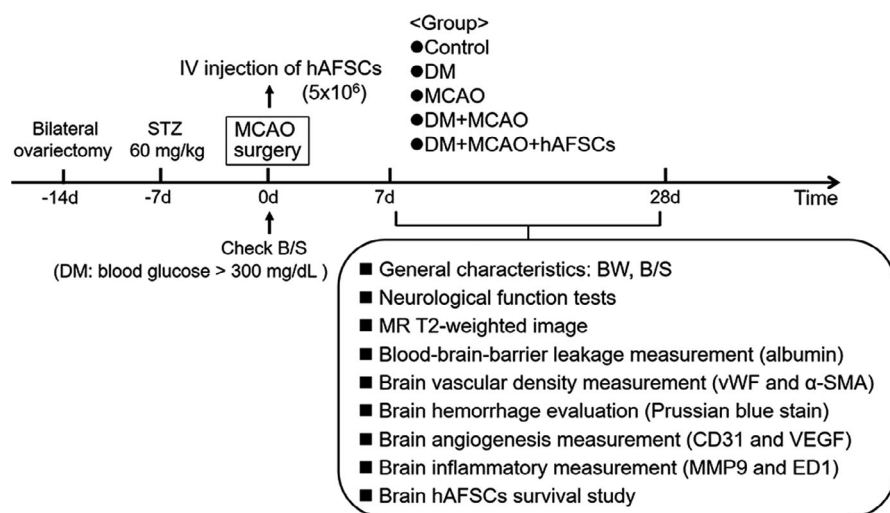 <Group>
●Control
●DM
●MCAO
●DM+MCAO
●DM+MCAO+hAFSCs
IV injection of hAFSCs
(5x10⁶)
Bilateral
ovariectomy
STZ
60 mg/kg
MCAO
surgery
-14d
-7d
0d
7d
28d
Time
Check B/S
(DM: blood glucose > 300 mg/dL )
■ General characteristics: BW, B/S
■ Neurological function tests
■ MR T2-weighted image
■ Blood-brain-barrier leakage measurement (albumin)
■ Brain vascular density measurement (vWF and α-SMA)
■ Brain hemorrhage evaluation (Prussian blue stain)
■ Brain angiogenesis measurement (CD31 and VEGF)
■ Brain inflammatory measurement (MMP9 and ED1)
■ Brain hAFSCs survival study